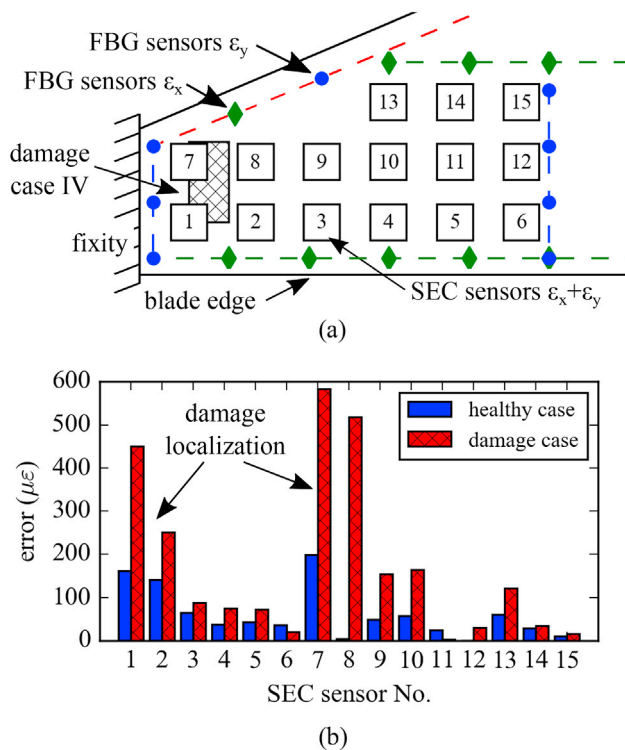 FBG sensors εy
FBG sensors εx
13 14 15
damage
case IV
7 8 9 10 11 12
fixity
1 2 3 4 5 6
blade edge
SEC sensors εx+εy
(a)
600
500
400
300
200
100
0
error (με)
damage
localization
healthy case
damage case
1 2 3 4 5 6 7 8 9 10 11 12 13 14 15
SEC sensor No.
(b)